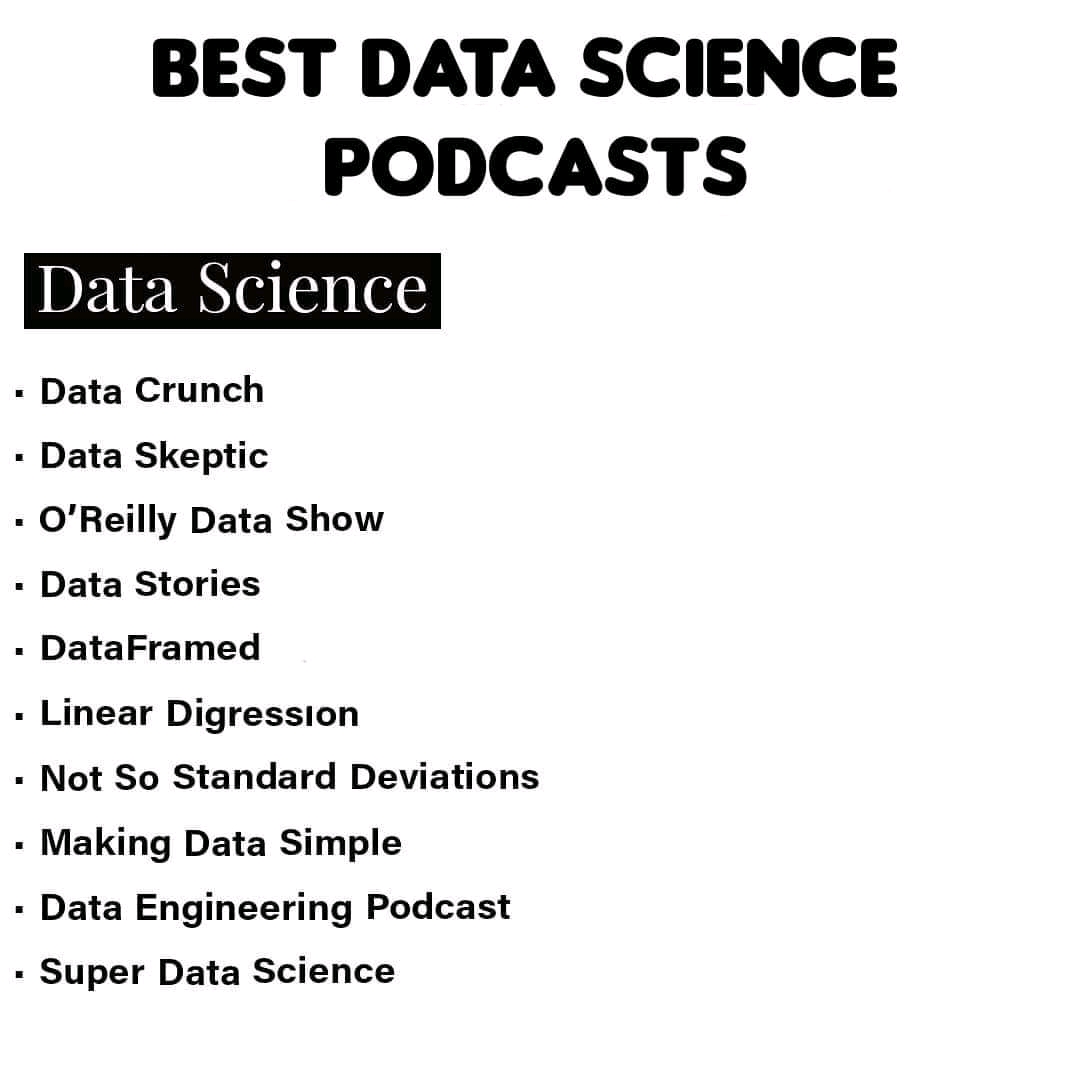 BEST DATA SCIENCE
PODCASTS
Data Science
· Data Crunch
· Data Skeptic
· O’Reilly Data Show
· Data Stories
· DataFramed
· Linear Digressıon
· Not So Standard Deviations
· Making Data Simple
· Data Engineering Podcast
· Super Data Science